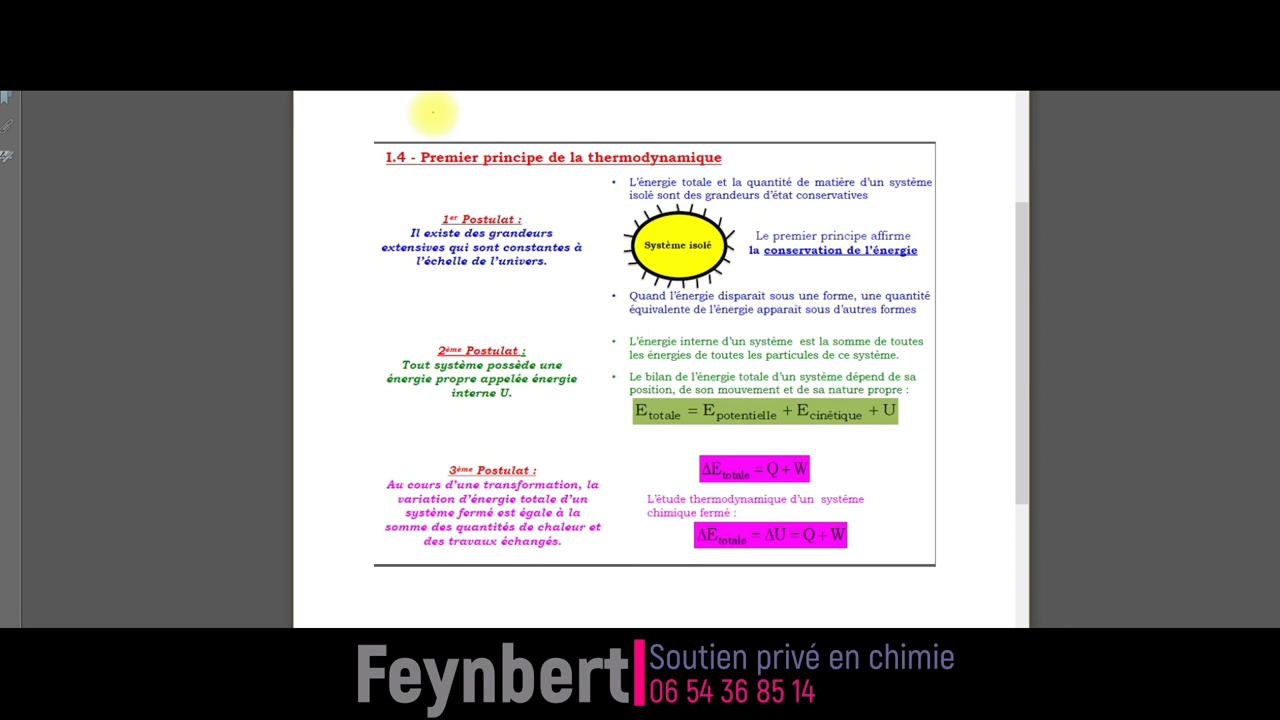 I.4 - Premier principe de la thermodynamique
1er Postulat :
Il existe des grandeurs
extensives qui sont constantes à
l'échelle de l'univers.
• L'énergie totale et la quantité de matière d'un système
isolé sont des grandeurs d'état conservatives
Système isolé
Le premier principe affirme
la conservation de l'énergie
• Quand l'énergie disparait sous une forme, une quantité
équivalente de l'énergie apparait sous d'autres formes
2ème Postulat :
Tout système possède une
énergie propre appelée énergie
interne U.
• L'énergie interne d'un système est la somme de toutes
les énergies de toutes les particules de ce système.
• Le bilan de l'énergie totale d'un système dépend de sa
position, de son mouvement et de sa nature propre :
Etotale = Epotentielle + Ecinétique + U
3ème Postulat :
Au cours d'une transformation, la
variation d'énergie totale d'un
système fermé est égale à la
somme des quantités de chaleur et
des travaux échangés.
ΔEtotale = Q + W
L'étude thermodynamique d'un système
chimique fermé :
ΔEtotale = ΔU = Q + W
Feynbert
Soutien privé en chimie
06 54 36 85 14